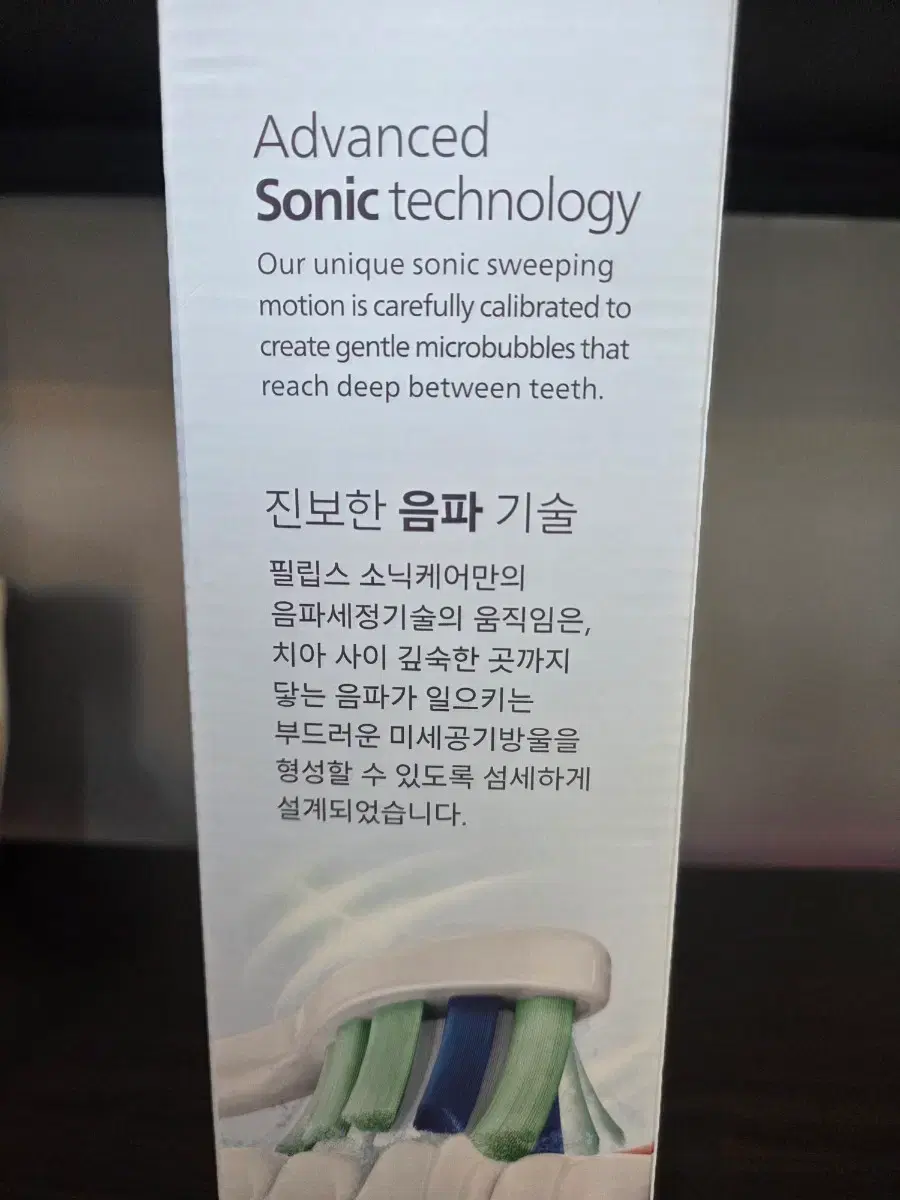 Advanced
Sonic technology
Our unique sonic sweeping
motion is carefully calibrated to
create gentle microbubbles that
reach deep between teeth.
진보한 음파 기술
필립스 소닉케어만의
음파세정기술의 움직임은,
치아 사이 깊숙한 곳까지
닿는 음파가 일으키는
부드러운 미세공기방울을
형성할 수 있도록 섬세하게
설계되었습니다.